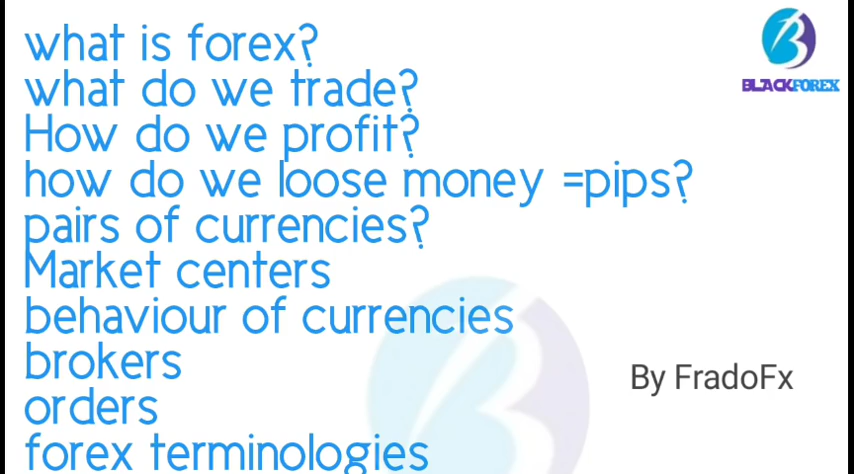 what is forex?
what do we trade?
How do we profit?
how do we loose money =pips?
pairs of currencies?
Market centers
behaviour of currencies
brokers
orders
forex terminologies
BLACKFOREX
By FradoFx